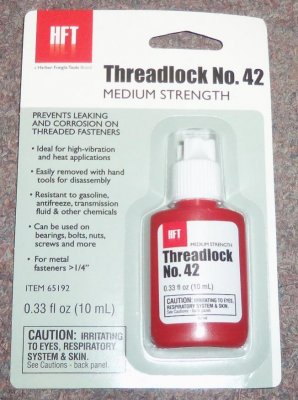 HFT
a Harbor Freight Tools Brand
Threadlock No. 42
MEDIUM STRENGTH
PREVENTS LEAKING
AND CORROSION ON
THREADED FASTENERS
• Ideal for high-vibration
and heat applications
• Easily removed with hand
tools for disassembly
• Resistant to gasoline,
antifreeze, transmission
fluid & other chemicals
• Can be used on
bearings, bolts, nuts,
screws and more
• For metal
fasteners >1/4"
ITEM 65192
0.33 fl oz (10 mL)
CAUTION: IRRITATING
TO EYES, RESPIRATORY
SYSTEM & SKIN.
See Cautions - back panel.
HFT
MEDIUM STRENGTH
Threadlock
No. 42
0.33 fl oz (10 mL)
CAUTION: IRRITATING
TO EYES,
RESPIRATORY SYSTEM & SKIN.
See Cautions - back panel.